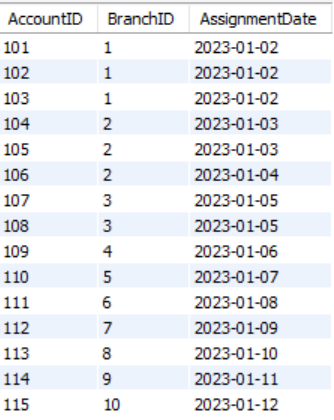 AccountID BranchID AssignmentDate
101 1 2023-01-02
102 1 2023-01-02
103 1 2023-01-02
104 2 2023-01-03
105 2 2023-01-03
106 2 2023-01-04
107 3 2023-01-05
108 3 2023-01-05
109 4 2023-01-06
110 5 2023-01-07
111 6 2023-01-08
112 7 2023-01-09
113 8 2023-01-10
114 9 2023-01-11
115 10 2023-01-12